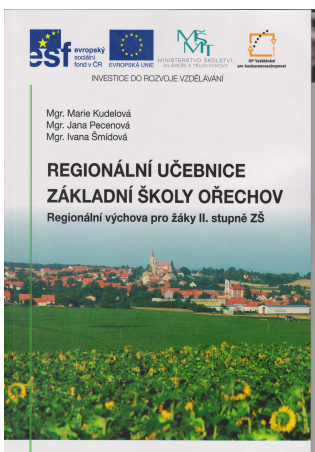 esf evropský
sociální
fond v ČR
EVROPSKÁ UNIE
MINISTERSTVO ŠKOLSTVÍ,
MLÁDEŽE A TĚLOVÝCHOVY
OP Vzdělávání
pro konkurenceschopnost
INVESTICE DO ROZVOJE VZDĚLÁVÁNÍ
Mgr. Marie Kudelová
Mgr. Jana Pecenová
Mgr. Ivana Šmídová
REGIONÁLNÍ UČEBNICE
ZÁKLADNÍ ŠKOLY OŘECHOV
Regionální výchova pro žáky II. stupně ZŠ